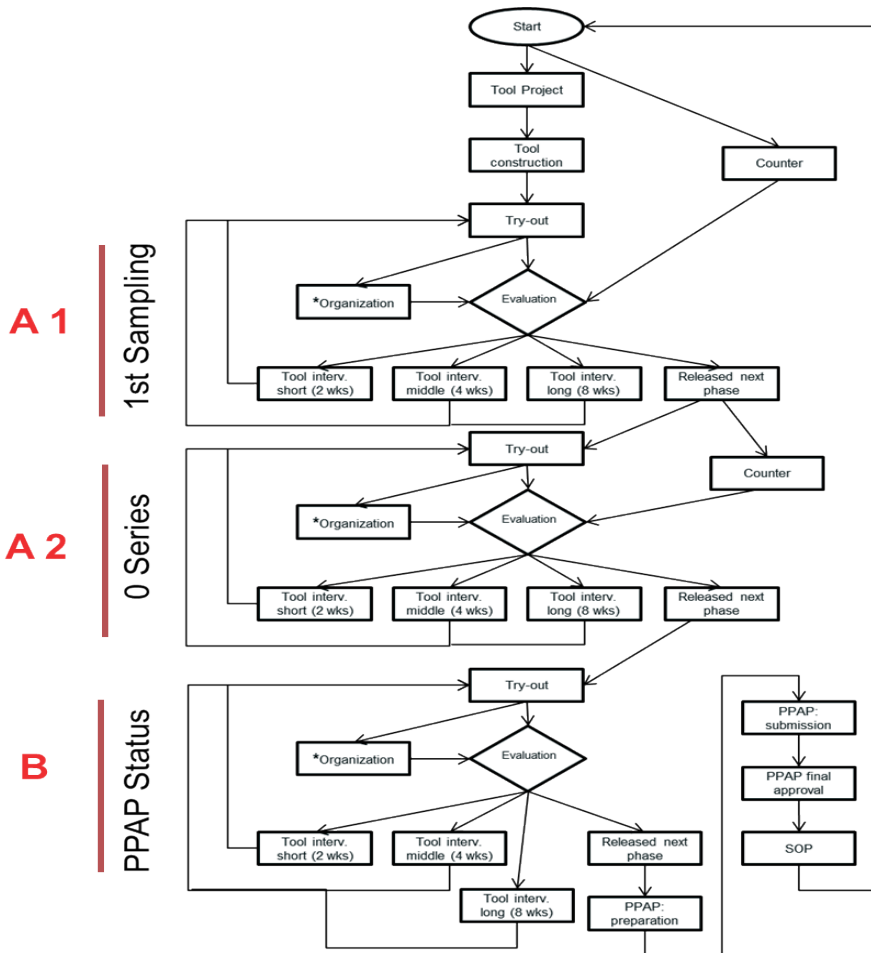 Start
Tool Project
Tool
construction
Counter
Try-out
*Organization
Evaluation
Tool interv.
short (2 wks)
Tool interv.
middle (4 wks)
Tool interv.
long (8 wks)
Released next
phase
A 1
1st Sampling
Try-out
Counter
*Organization
Evaluation
Tool interv.
short (2 wks)
Tool interv.
middle (4 wks)
Tool interv.
long (8 wks)
Released next
phase
A 2
0 Series
Try-out
*Organization
Evaluation
Tool interv.
short (2 wks)
Tool interv.
middle (4 wks)
Tool interv.
long (8 wks)
Released next
phase
PPAP:
preparation
B
PPAP Status
PPAP:
submission
PPAP final
approval
SOP